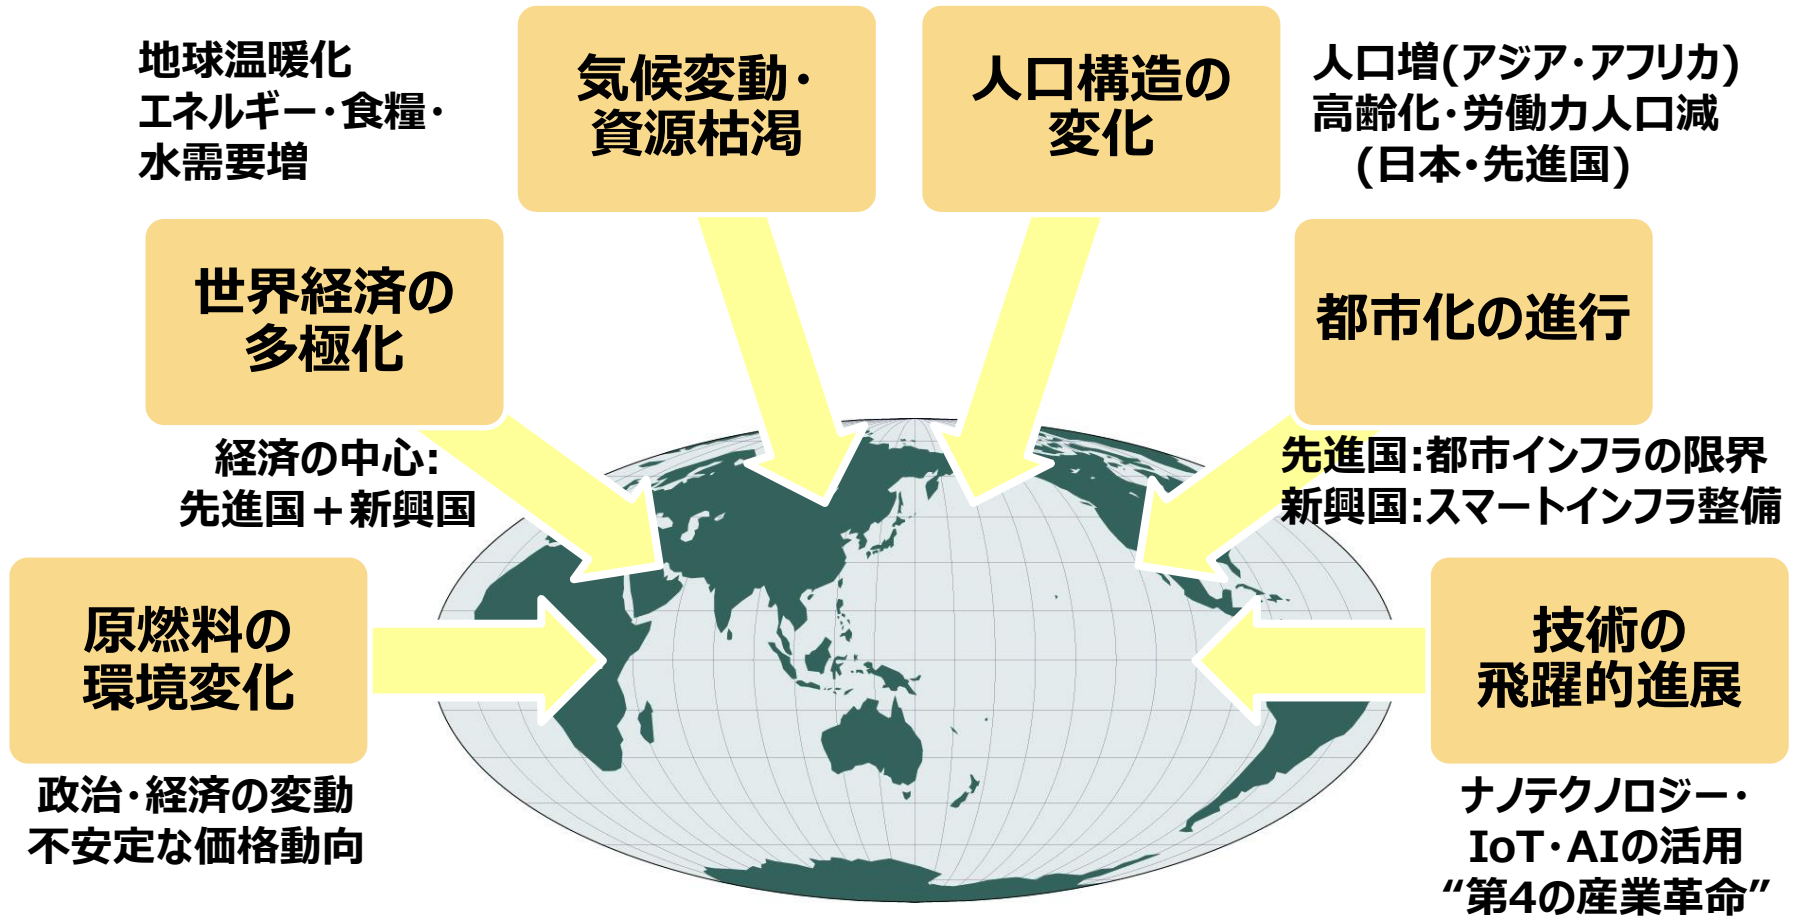 地球温暖化
エネルギー・食糧・
水需要増
気候変動・
資源枯渇
人口構造の
変化
人口増(アジア・アフリカ)
高齢化・労働力人口減
(日本・先進国)
世界経済の
多極化
経済の中心:
先進国＋新興国
都市化の進行
先進国:都市インフラの限界
新興国:スマートインフラ整備
原燃料の
環境変化
政治・経済の変動
不安定な価格動向
技術の
飛躍的進展
ナノテクノロジー・
IoT・AIの活用
“第4の産業革命”